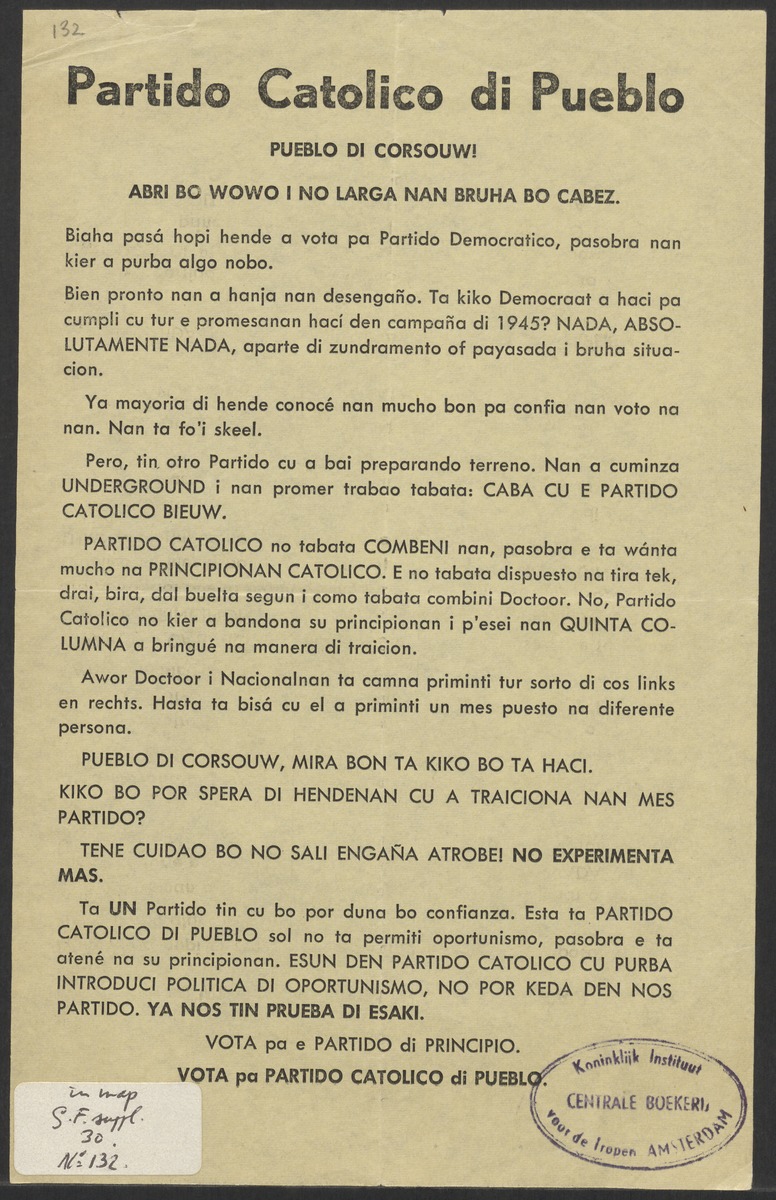 132
Partido Catolico di Pueblo
PUEBLO DI CORSOUW!
ABRI BO WOWO I NO LARGA NAN BRUHA BO CABEZ.
Biaha pasá hopi hende a vota pa Partido Democratico, pasobra nan
kier a purba algo nobo.
Bien pronto nan a hanja nan desengaño. Ta kiko Democraat a haci pa
cumpli cu tur e promesanan hací den campaña di 1945? NADA, ABSO-
LUTAMENTE NADA, aparte di zundramento of payasada i bruha situa-
cion.
Ya mayoria di hende conocé nan mucho bon pa confia nan voto na
nan. Nan ta fo'i skeel.
Pero, tin otro Partido cu a bai preparando terreno. Nan a cuminza
UNDERGROUND i nan promer trabao tabata: CABA CU E PARTIDO
CATOLICO BIEUW.
PARTIDO CATOLICO no tabata COMBENI nan, pasobra e ta wánta
mucho na PRINCIPIONAN CATOLICO. E no tabata dispuesto na tira tek,
drai, bira, dal buelta segun i como tabata combini Doctoor. No, Partido
Catolico no kier a bandona su principionan i p'esei nan QUINTA CO-
LUMNA a bringué na manera di traicion.
Awor Doctoor i Nacionalnan ta camna priminti tur sorto di cos links
en rechts. Hasta ta bisá cu el a priminti un mes puesto na diferente
persona.
PUEBLO DI CORSOUW, MIRA BON TA KIKO BO TA HACI.
KIKO BO POR SPERA DI HENDENAN CU A TRAICIONA NAN MES
PARTIDO?
TENE CUIDAO BO NO SALI ENGAÑA ATROBE! NO EXPERIMENTA
MAS.
Ta UN Partido tin cu bo por duna bo confianza. Esta ta PARTIDO
CATOLICO DI PUEBLO sol no ta permiti oportunismo, pasobra e ta
atené na su principionan. ESUN DEN PARTIDO CATOLICO CU PURBA
INTRODUCI POLITICA DI OPORTUNISMO, NO POR KEDA DEN NOS
PARTIDO. YA NOS TIN PRUEBA DI ESAKI.
VOTA pa e PARTIDO di PRINCIPIO.
VOTA pa PARTIDO CATOLICO di PUEBLO.
Koninklijk Instituut
CENTRALE BOEKERIJ
voor de Tropen AMSTERDAM
in map
G.F. suppl.
30.
No 132.